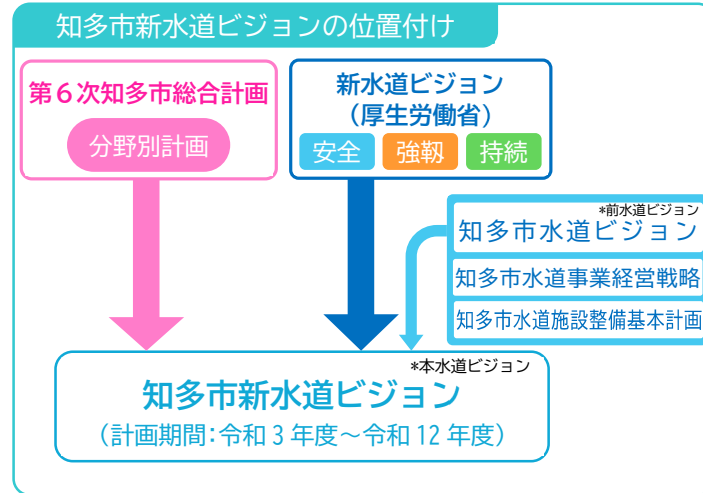 知多市新水道ビジョンの位置付け
第６次知多市総合計画
分野別計画
新水道ビジョン
（厚生労働省）
安全
強靱
持続
*前水道ビジョン
知多市水道ビジョン
知多市水道事業経営戦略
知多市水道施設整備基本計画
*本水道ビジョン
知多市新水道ビジョン
（計画期間：令和３年度～令和12年度）